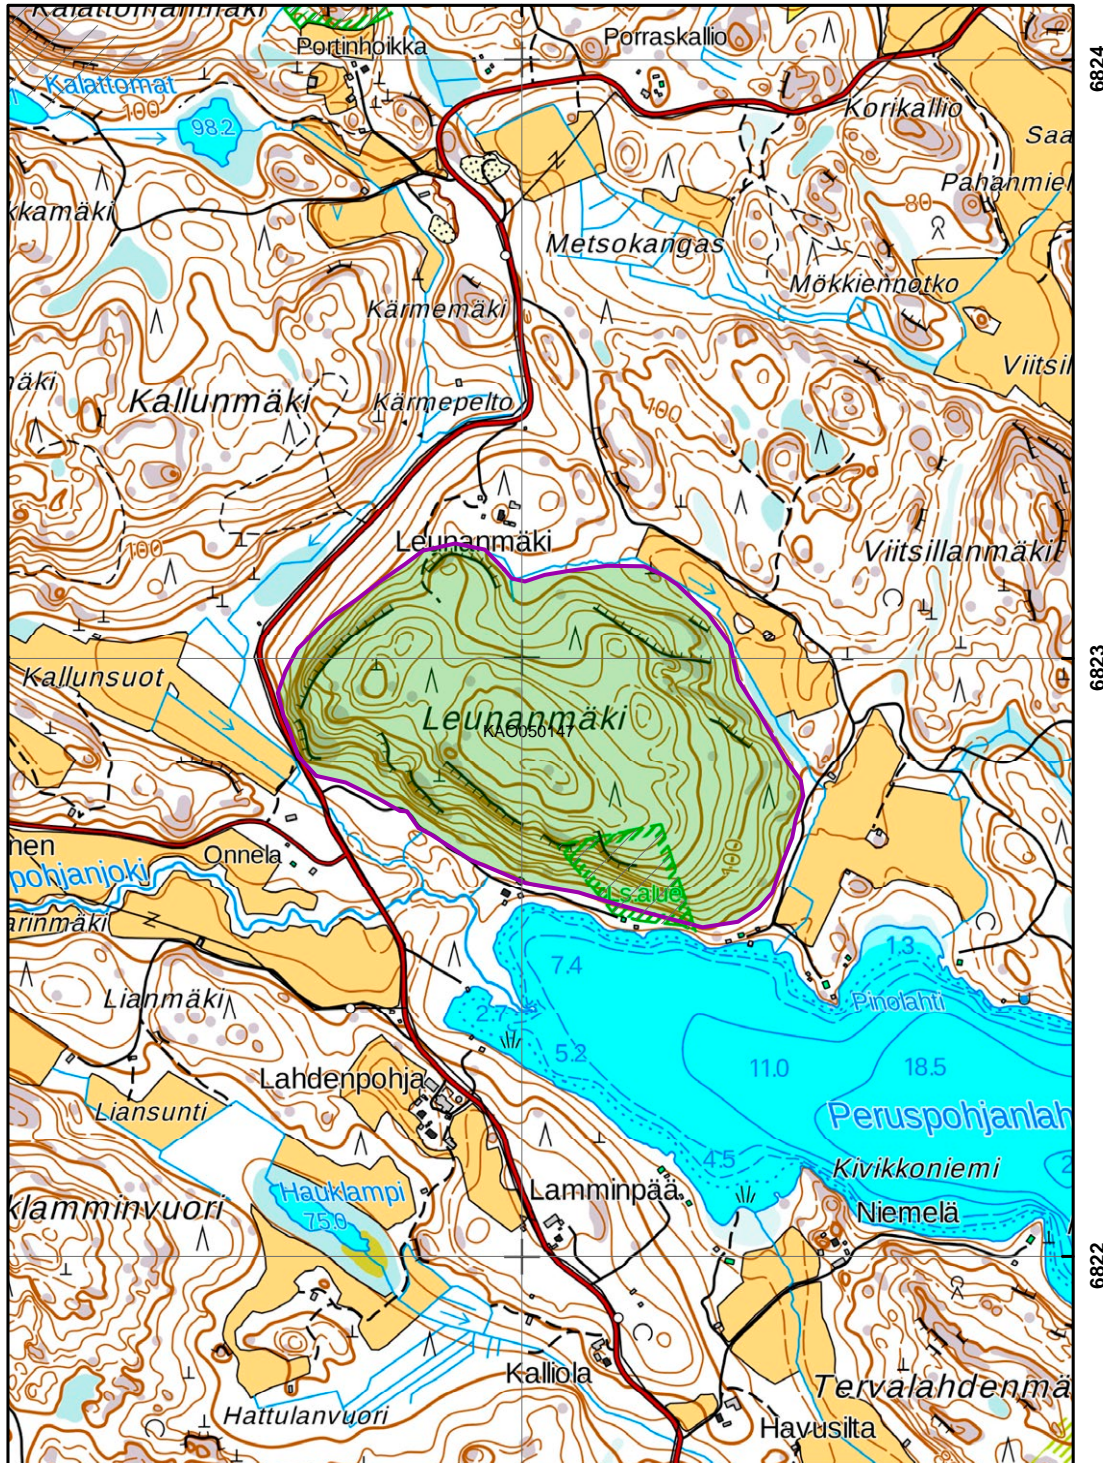 Kalattomanmäki
Portinhoikka
Porraskallio
6824
Kalattomat
100
98.2
Korikallio
Saa
Pahanmiel
80
kkamäki
Metsokangas
Mökkiennotko
Kärmemäki
Viitsil
näki
Kallunmäki
Kärmepelto
100
Leunanmäki
100
Viitsillanmäki
6823
Kallunsuot
Leunanmäki
KAO050147
nen
Onnela
100
pohjanjoki
Ls.alue
arinmäki
7.4
1.3
Lianmäki
Pinolahti
2.7
5.2
11.0
18.5
Lahdenpohja
Liansunti
Peruspohjanlah
4.5
Kivikkoniemi
2
Hauklampi
75.0
Lamminpää
klamminvuori
Niemelä
6822
Kalliola
Tervalahdenmä
Hattulanvuori
Havusilta